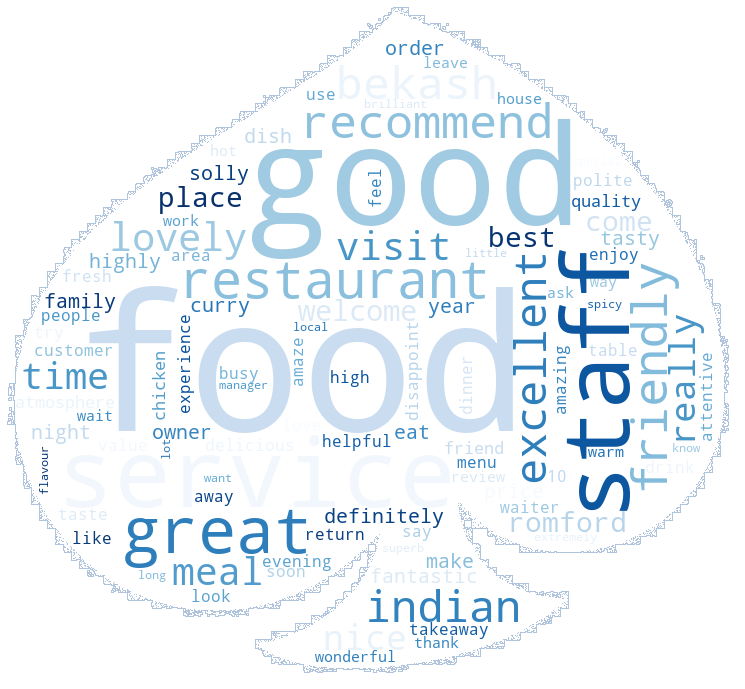 order
leave
bekash
use
brilliant
house
recommend
dish
good
hot
solly
feel
polite
place
quality
work
come
lovely
visit
best
tasty
area
little
enjoy
highly
restaurant
excellent
staff
friendly
fresh
way
ask
family
curry
welcome
year
spicy
people
food
local
try
experience
amaze
really
customer
chicken
disappoint
dinner
amazing
table
time
busy
high
manager
attentive
atmosphere
wait
night
owner
helpful
eat
value
delicious
friend
know
warm
flavour
lot
menu
drink
service
want
review
10
price
away
waiter
taste
great
definitely
romford
like
return
say
extremely
superb
long
meal
soon
evening
make
look
fantastic
indian
takeaway
nice
thank
wonderful